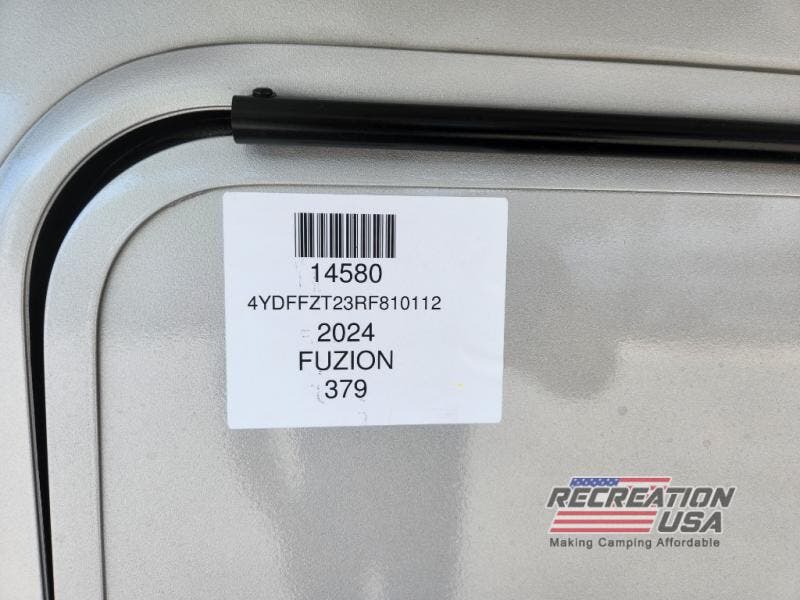 14580
4YDFFZT23RF810112
2024
FUZION
379
RECREATION
USA
Making Camping Affordable